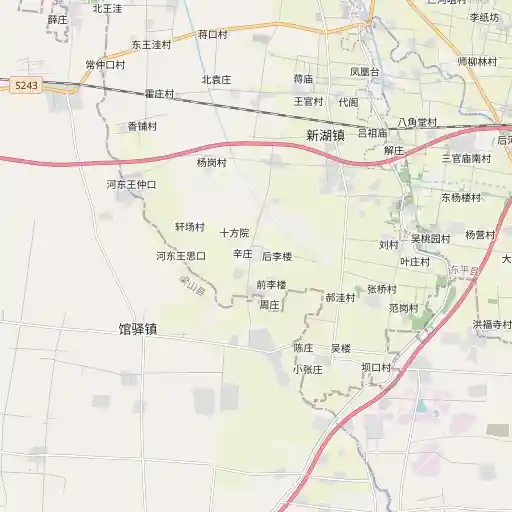 北王洼
薛庄
李纸坊
蒋口村
东王洼村
常仲口村
师柳林村
凤凰台
北袁庄
蒋庙
S243
霍庄村
王官村
代阁
八角堂村
香铺村
新湖镇
吕祖庙
解庄
杨岗村
三官庙南村
河东王仲口
东杨楼村
轩场村
十方院
杨营村
吴桃园村
刘村
河东王思口
辛庄
后李楼
叶庄村
东平县
梁山县
前李楼
张桥村
郝洼村
周庄
范岗村
馆驿镇
洪福寺村
陈庄
吴楼
小张庄
坝口村